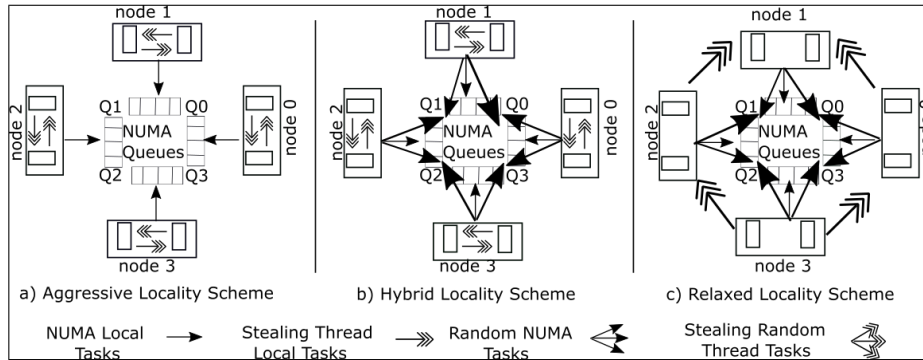 node 1
node 2
Q1
Q0
NUMA
Queues
Q2
Q3
node 0
node 3
a) Aggressive Locality Scheme
node 1
node 2
Q1
Q0
NUMA
Queues
Q2
Q3
node 0
node 3
b) Hybrid Locality Scheme
node 1
node 2
Q1
Q0
NUMA
Queues
Q2
Q3
node 0
node 3
c) Relaxed Locality Scheme
NUMA Local
Tasks
Stealing Thread
Local Tasks
Random NUMA
Tasks
Stealing Random
Thread Tasks